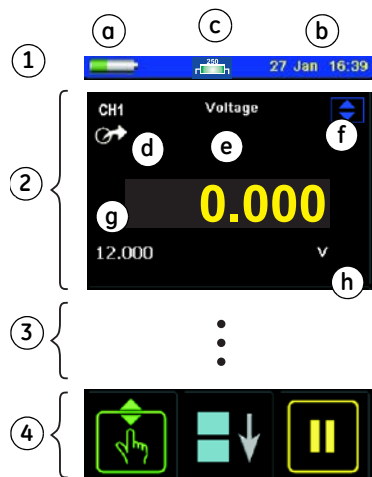 a c b
1 250 27 Jan 16:39
CH1 Voltage
d e f
2
g 0.000
12.000 V
h
3
4